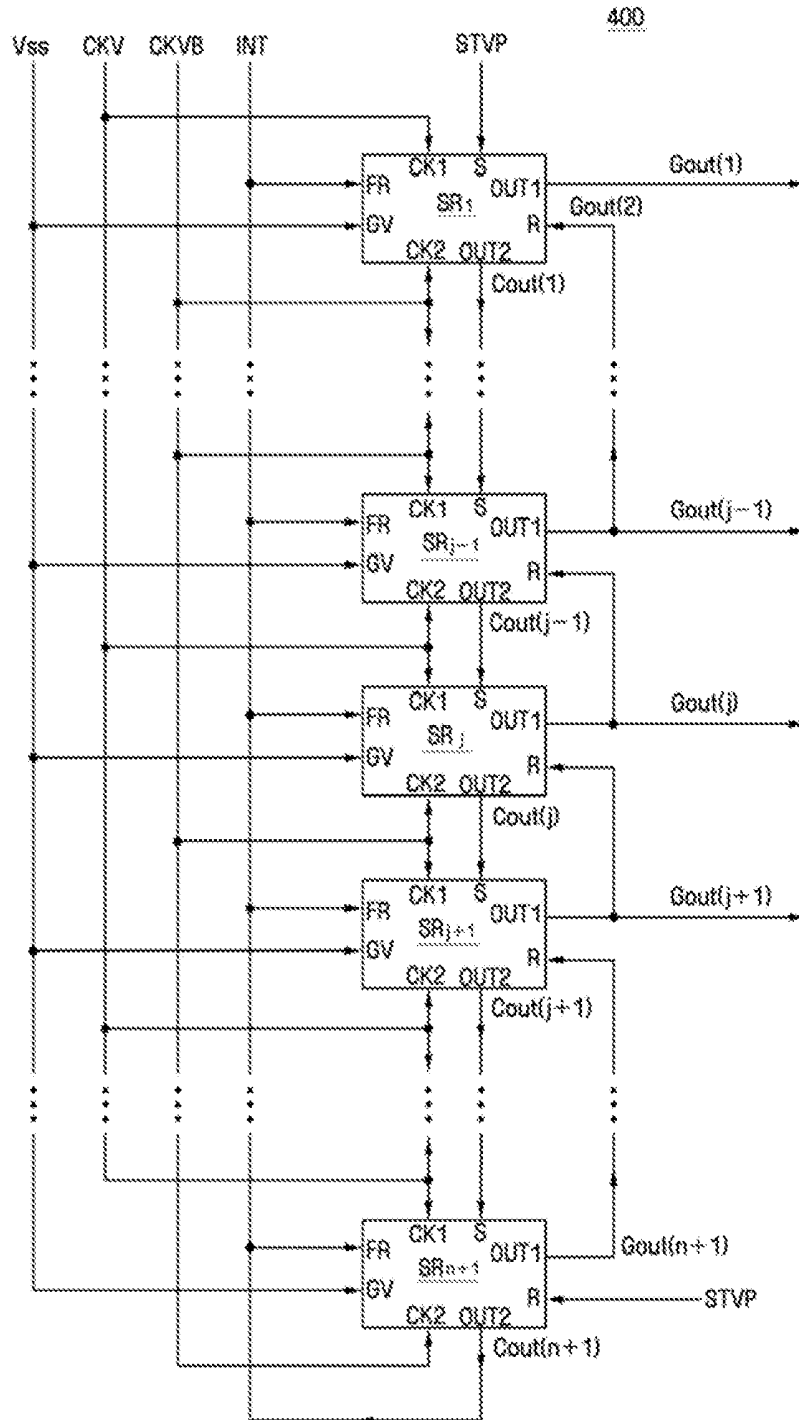 400
Vss CKV CKVB INT STVP
CK1 S
FR OUT1 Gout(1)
SR1
GV R Gout(2)
CK2 OUT2
Cout(1)
CK1 S
FR OUT1 Gout(j-1)
SRj-1
GV R
CK2 OUT2
Cout(j-1)
CK1 S
FR OUT1 Gout(j)
SRj
GV R
CK2 OUT2
Cout(j)
CK1 S
FR OUT1 Gout(j+1)
SRj+1
GV R
CK2 OUT2
Cout(j+1)
CK1 S
FR OUT1 Gout(n+1)
SRn+1
GV R STVP
CK2 OUT2
Cout(n+1)